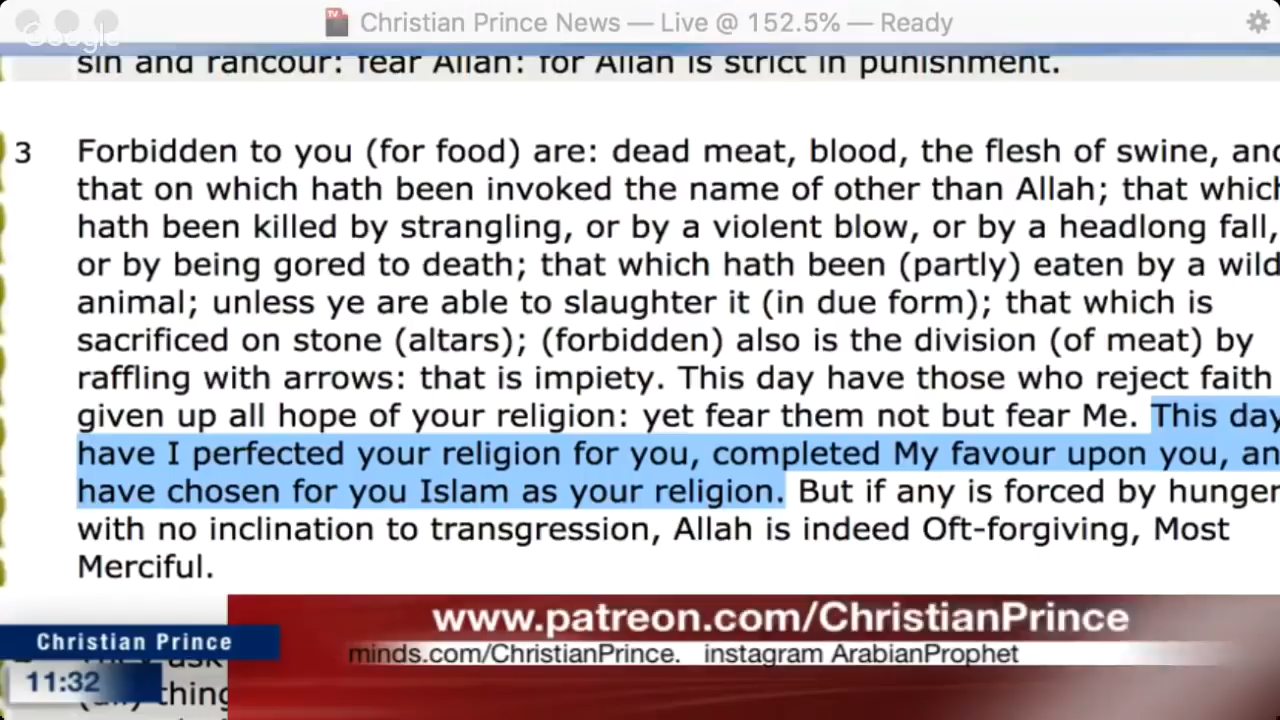 Christian Prince News — Live @ 152.5% — Ready
Google
sin and rancour: fear Allah: for Allah is strict in punishment.
3 Forbidden to you (for food) are: dead meat, blood, the flesh of swine, and
that on which hath been invoked the name of other than Allah; that which
hath been killed by strangling, or by a violent blow, or by a headlong fall,
or by being gored to death; that which hath been (partly) eaten by a wild
animal; unless ye are able to slaughter it (in due form); that which is
sacrificed on stone (altars); (forbidden) also is the division (of meat) by
raffling with arrows: that is impiety. This day have those who reject faith
given up all hope of your religion: yet fear them not but fear Me. This day
have I perfected your religion for you, completed My favour upon you, an
have chosen for you Islam as your religion. But if any is forced by hunger
with no inclination to transgression, Allah is indeed Oft-forgiving, Most
Merciful.
www.patreon.com/ChristianPrince
Christian Prince
minds.com/ChristianPrince. instagram ArabianProphet
ask
11:32
thing